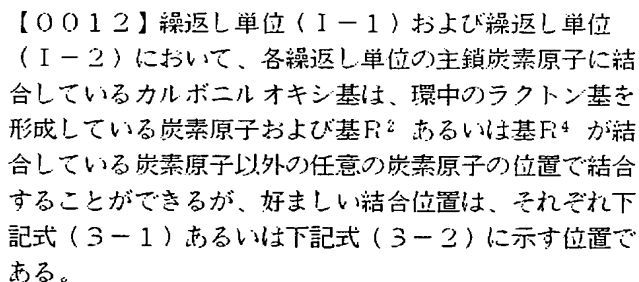 【００１２】繰返し単位（Ｉ－１）および繰返し単位
（Ｉ－２）において、各繰返し単位の主鎖炭素原子に結
合しているカルボニルオキシ基は、環中のラクトン基を
形成している炭素原子および基Ｒ² あるいは基Ｒ⁴ が結
合している炭素原子以外の任意の炭素原子の位置で結合
することができるが、好ましい結合位置は、それぞれ下
記式（３－１）あるいは下記式（３－２）に示す位置で
ある。